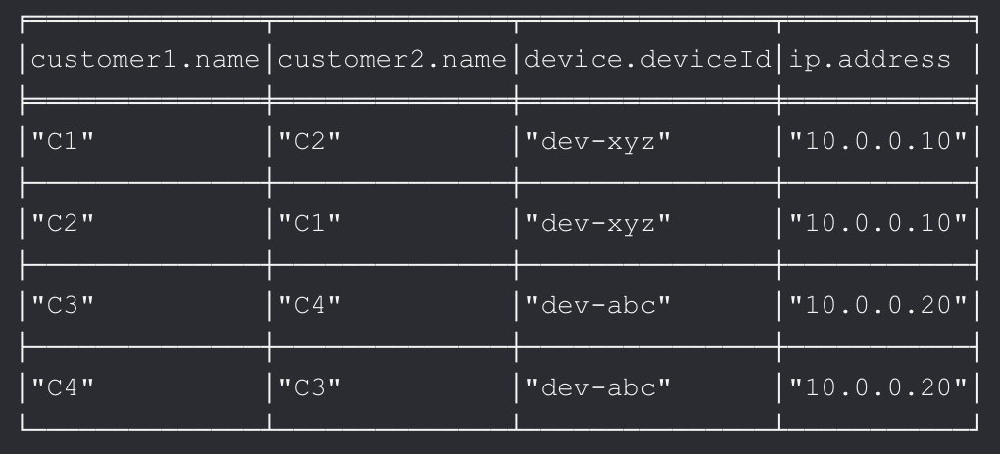 customer1.name customer2.name device.deviceId ip.address
"C1" "C2" "dev-xyz" "10.0.0.10"
"C2" "C1" "dev-xyz" "10.0.0.10"
"C3" "C4" "dev-abc" "10.0.0.20"
"C4" "C3" "dev-abc" "10.0.0.20"